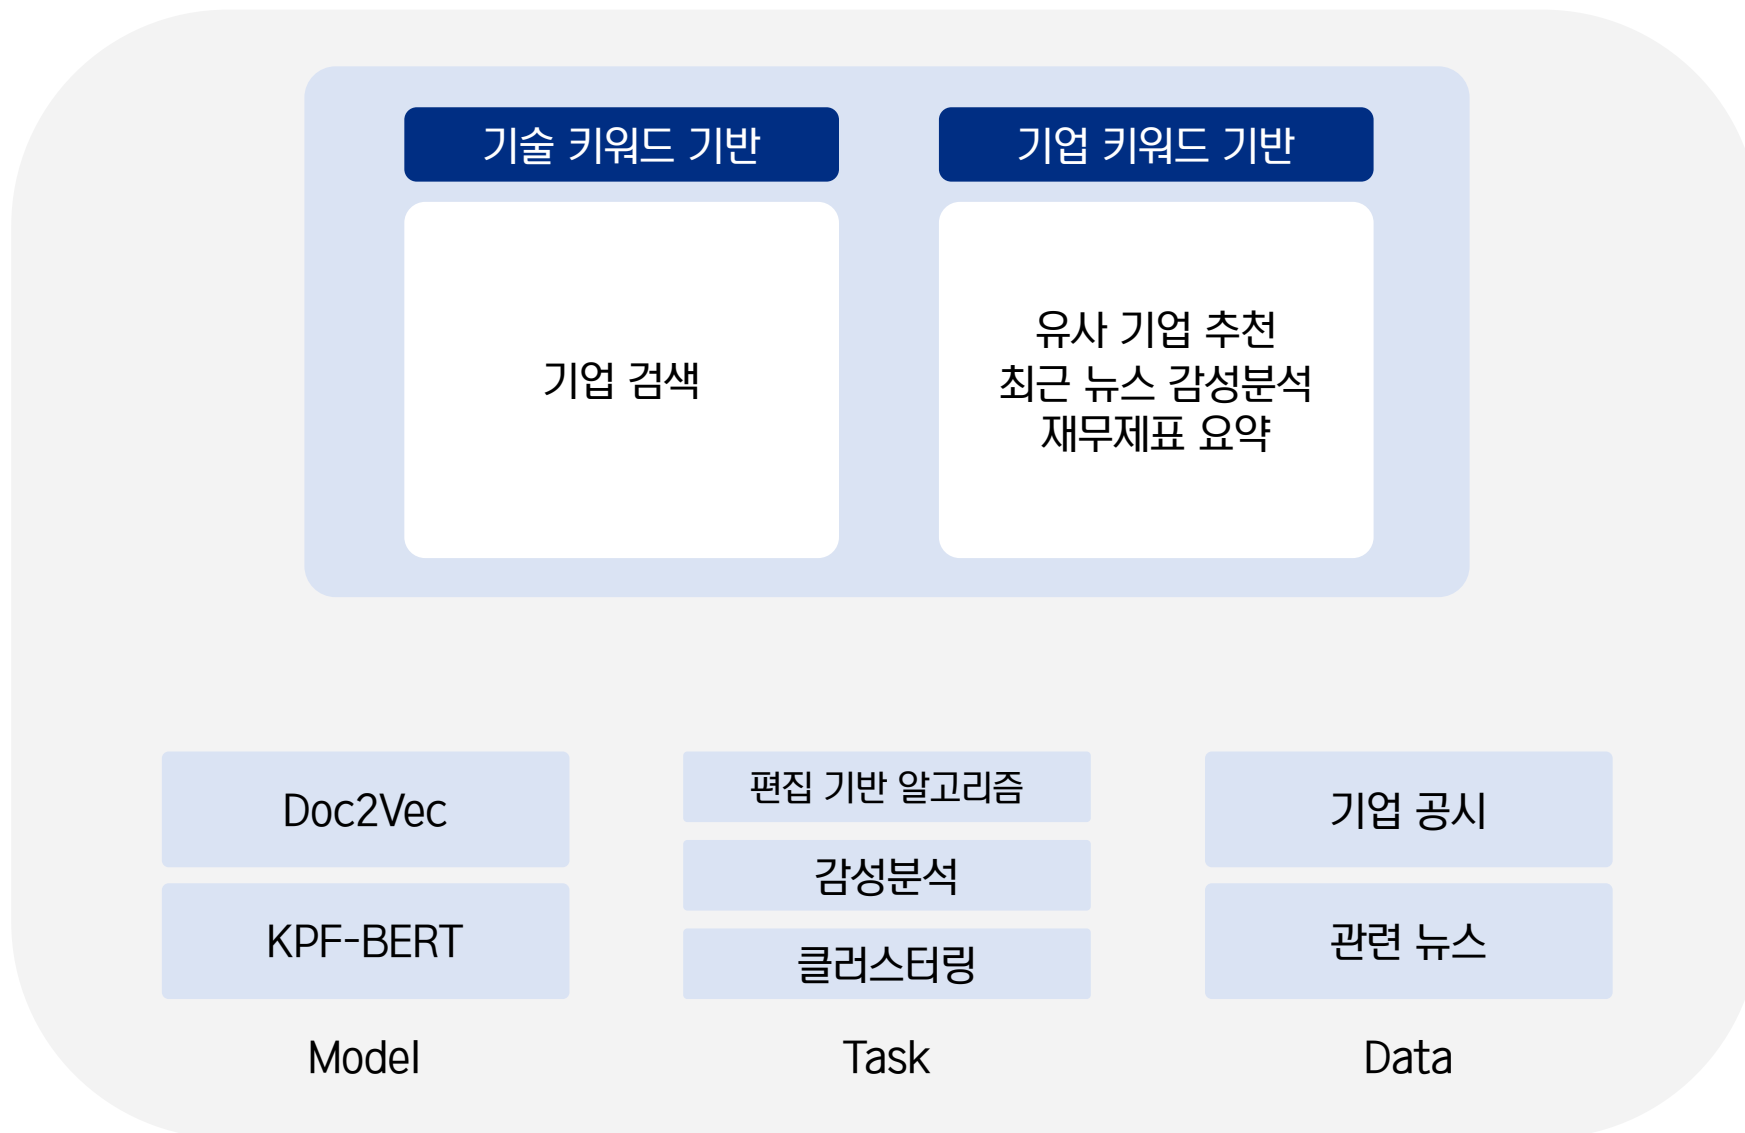 기술 키워드 기반
기업 검색
기업 키워드 기반
유사 기업 추천
최근 뉴스 감성분석
재무제표 요약
Doc2Vec
KPF-BERT
Model
편집 기반 알고리즘
감성분석
클러스터링
Task
기업 공시
관련 뉴스
Data